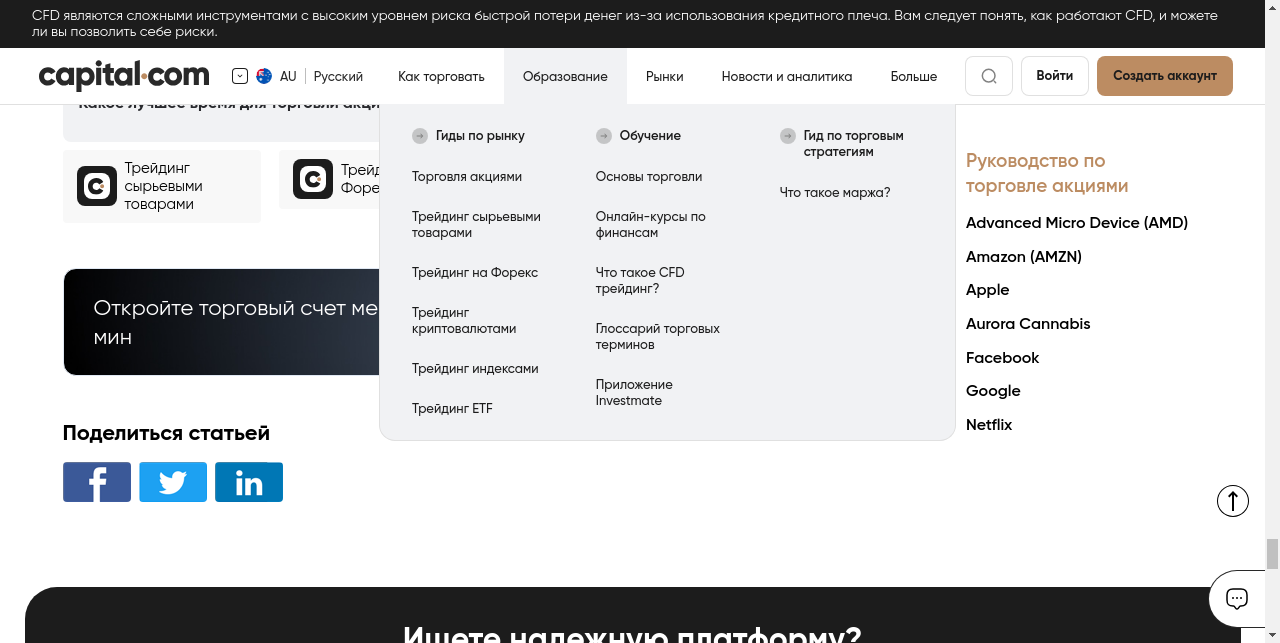 CFD являются сложными инструментами с высоким уровнем риска быстрой потери денег из-за использования кредитного плеча. Вам следует понять, как работают CFD, и можете
ли вы позволить себе риски.
capital.com
AU
Русский
Как торговать
Образование
Рынки
Новости и аналитика
Больше
Войти
Создать аккаунт
Какое лучшее время для торговли акци
Трейдинг
сырьевыми
товарами
Трейд
Форе
Гиды по рынку
Торговля акциями
Трейдинг сырьевыми
товарами
Трейдинг на Форекс
Трейдинг
криптовалютами
Трейдинг индексами
Трейдинг ETF
Обучение
Основы торговли
Онлайн-курсы по
финансам
Что такое CFD
трейдинг?
Глоссарий торговых
терминов
Приложение
Investmate
Гид по торговым
стратегиям
Что такое маржа?
Руководство по
торговле акциями
Advanced Micro Device (AMD)
Amazon (AMZN)
Apple
Aurora Cannabis
Facebook
Google
Netflix
Откройте торговый счет ме
мин
Поделиться статьей
Ищете надежную платформу?